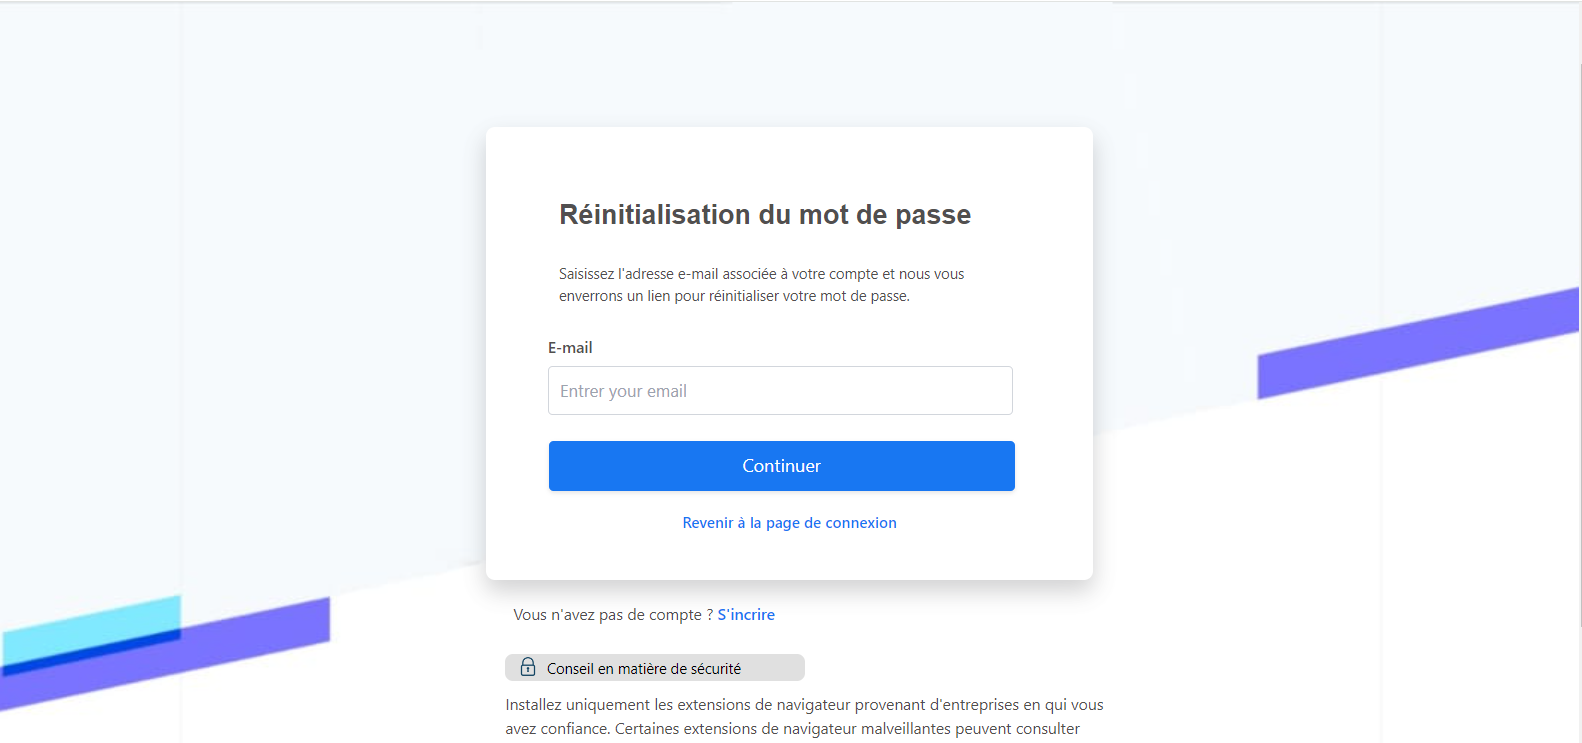 Réinitialisation du mot de passe
Saisissez l'adresse e-mail associée à votre compte et nous vous
enverrons un lien pour réinitialiser votre mot de passe.
E-mail
Entrer your email
Continuer
Revenir à la page de connexion
Vous n'avez pas de compte ? S'incrire
Conseil en matière de sécurité
Installez uniquement les extensions de navigateur provenant d'entreprises en qui vous
avez confiance. Certaines extensions de navigateur malveillantes peuvent consulter